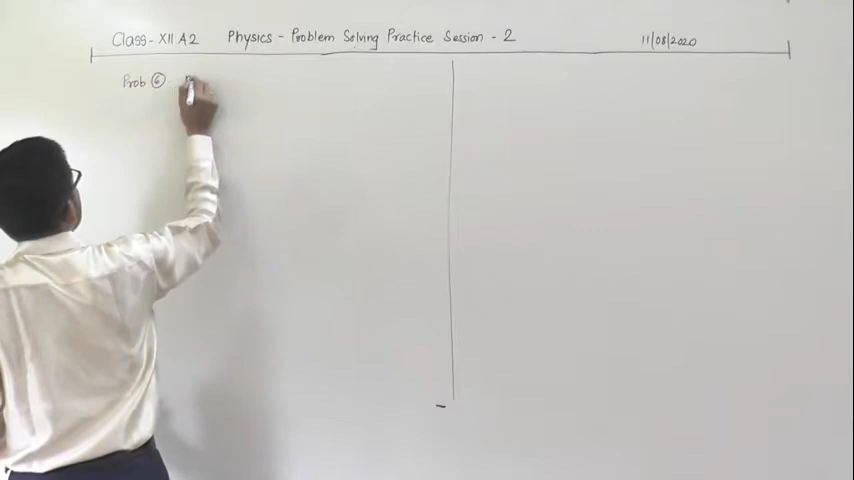 Class - XII A2 Physics - Problem Solving Practice Session - 2 11/08/2020
Prob 6